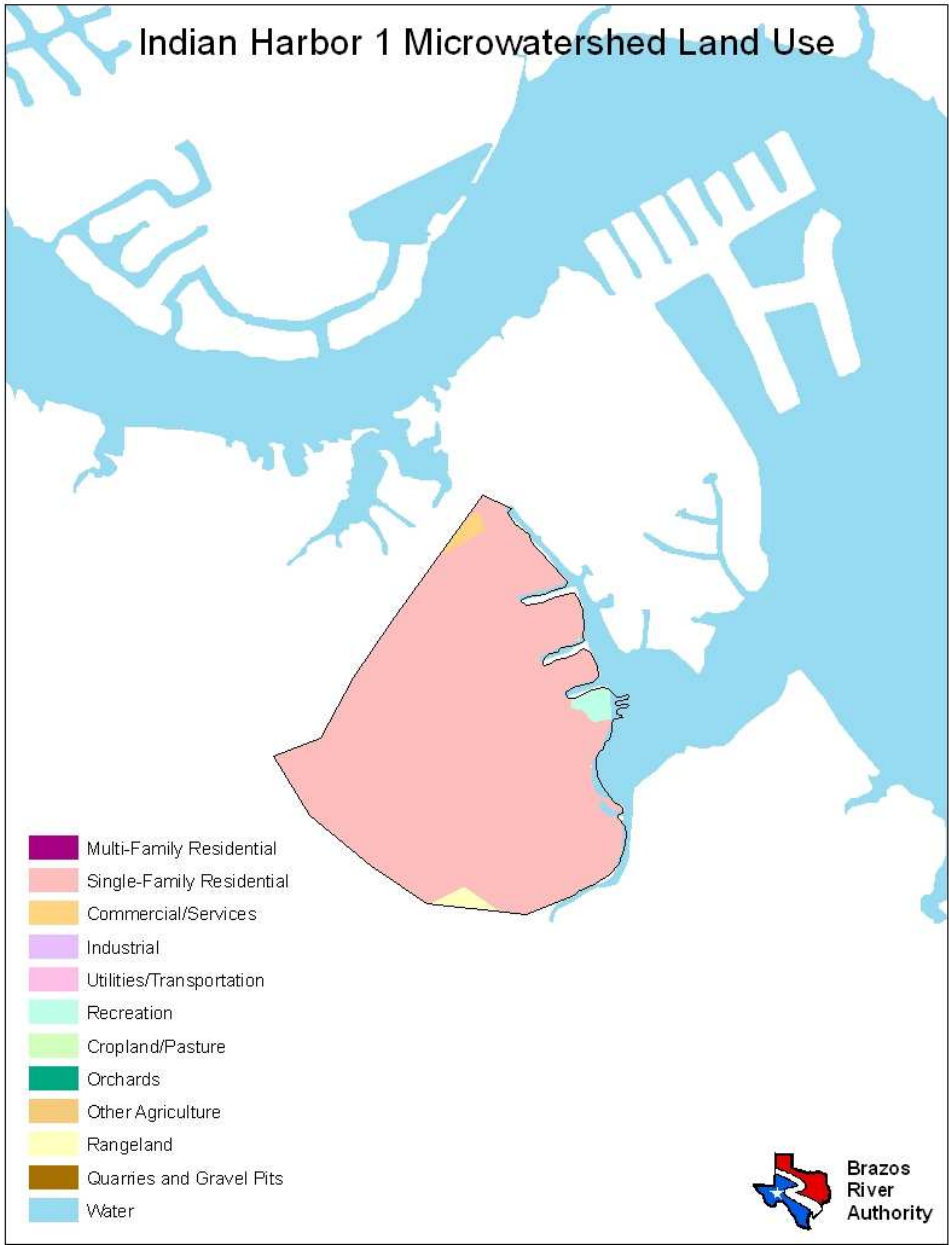 Indian Harbor 1 Microwatershed Land Use
Multi-Family Residential
Single-Family Residential
Commercial/Services
Industrial
Utilities/Transportation
Recreation
Cropland/Pasture
Orchards
Other Agriculture
Rangeland
Quarries and Gravel Pits
Water
Brazos
River
Authority